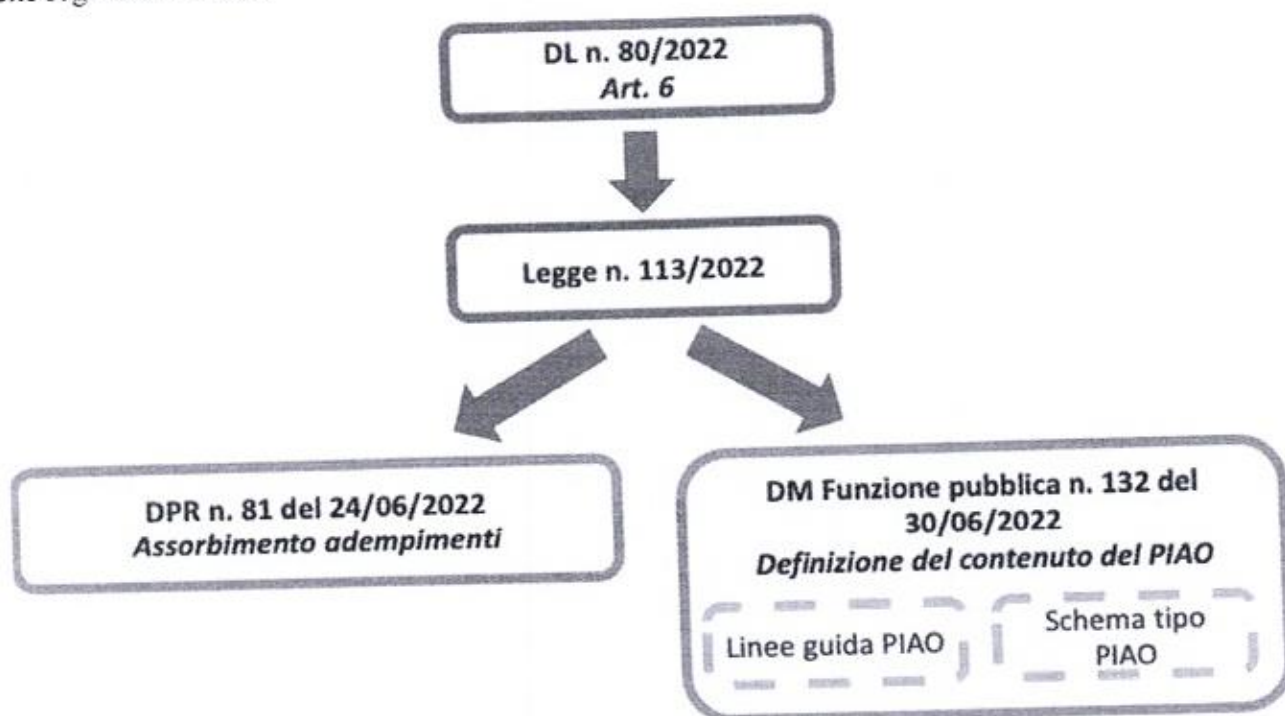 DL n. 80/2022
Art. 6
Legge n. 113/2022
DPR n. 81 del 24/06/2022
Assorbimento adempimenti
DM Funzione pubblica n. 132 del
30/06/2022
Definizione del contenuto del PIAO
Linee guida PIAO
Schema tipo
PIAO